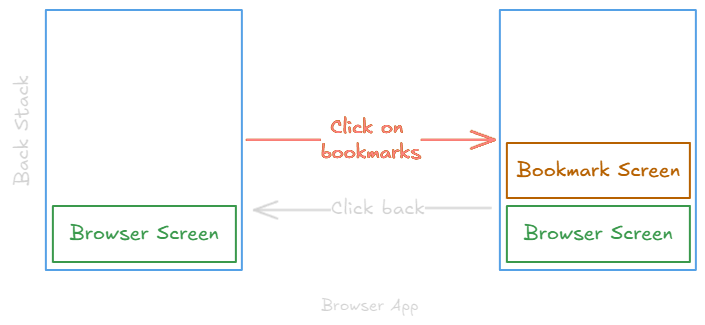 Back Stack
Click on
bookmarks
Bookmark Screen
Click back
Browser Screen
Browser Screen
Browser App